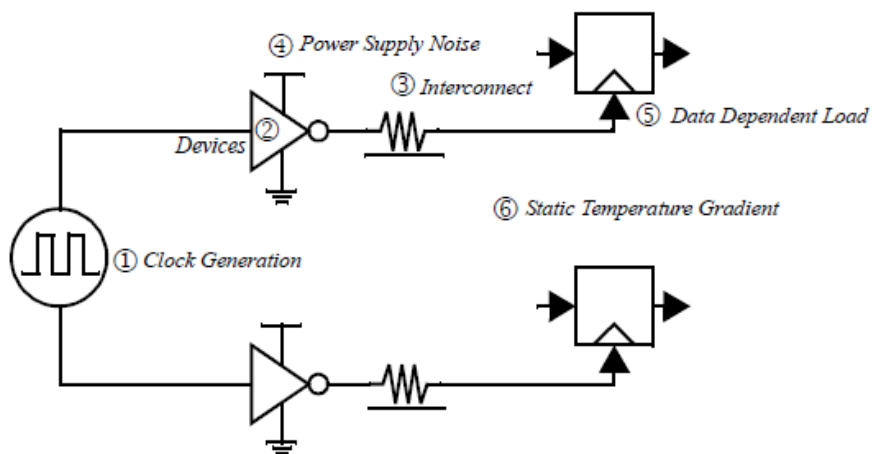 ④ Power Supply Noise
③ Interconnect
② 
Devices
⑤ Data Dependent Load
⑥ Static Temperature Gradient
① Clock Generation